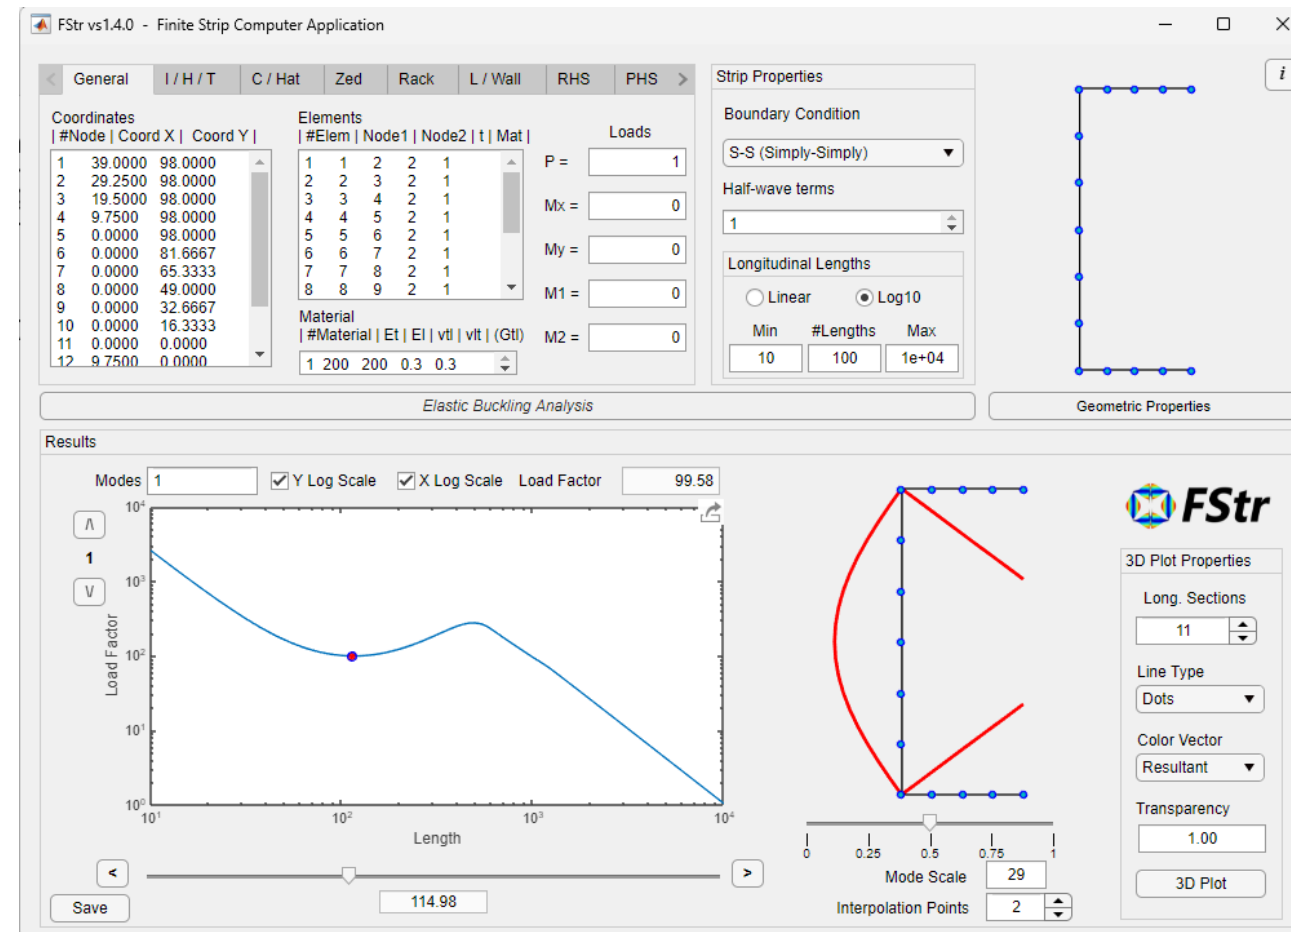 FStr vs1.4.0 - Finite Strip Computer Application
< General I / H / T C / Hat Zed Rack L / Wall RHS PHS >
Coordinates
| #Node | Coord X | Coord Y |
1 39.0000 98.0000
2 29.2500 98.0000
3 19.5000 98.0000
4 9.7500 98.0000
5 0.0000 98.0000
6 0.0000 81.6667
7 0.0000 65.3333
8 0.0000 49.0000
9 0.0000 32.6667
10 0.0000 16.3333
11 0.0000 0.0000
12 9.7500 0.0000
Elements
| #Elem | Node1 | Node2 | t | Mat |
1 1 2 2 1
2 2 3 2 1
3 3 4 2 1
4 4 5 2 1
5 5 6 2 1
6 6 7 2 1
7 7 8 2 1
8 8 9 2 1
Material
| #Material | Et | El | vtl | vlt | (Gtl)
1 200 200 0.3 0.3
Loads
P = 1
Mx = 0
My = 0
M1 = 0
M2 = 0
Strip Properties
Boundary Condition
S-S (Simply-Simply)
Half-wave terms
1
Longitudinal Lengths
Linear Log10
Min #Lengths Max
10 100 1e+04
i
Elastic Buckling Analysis
Geometric Properties
Results
Modes 1 Y Log Scale X Log Scale Load Factor 99.58
Λ
1
V
Load Factor
10⁴
10³
10²
10¹
10⁰
10¹ 10² 10³ 10⁴
Length
< >
114.98
Save
0 0.25 0.5 0.75 1
Mode Scale 29
Interpolation Points 2
FStr
3D Plot Properties
Long. Sections
11
Line Type
Dots
Color Vector
Resultant
Transparency
1.00
3D Plot